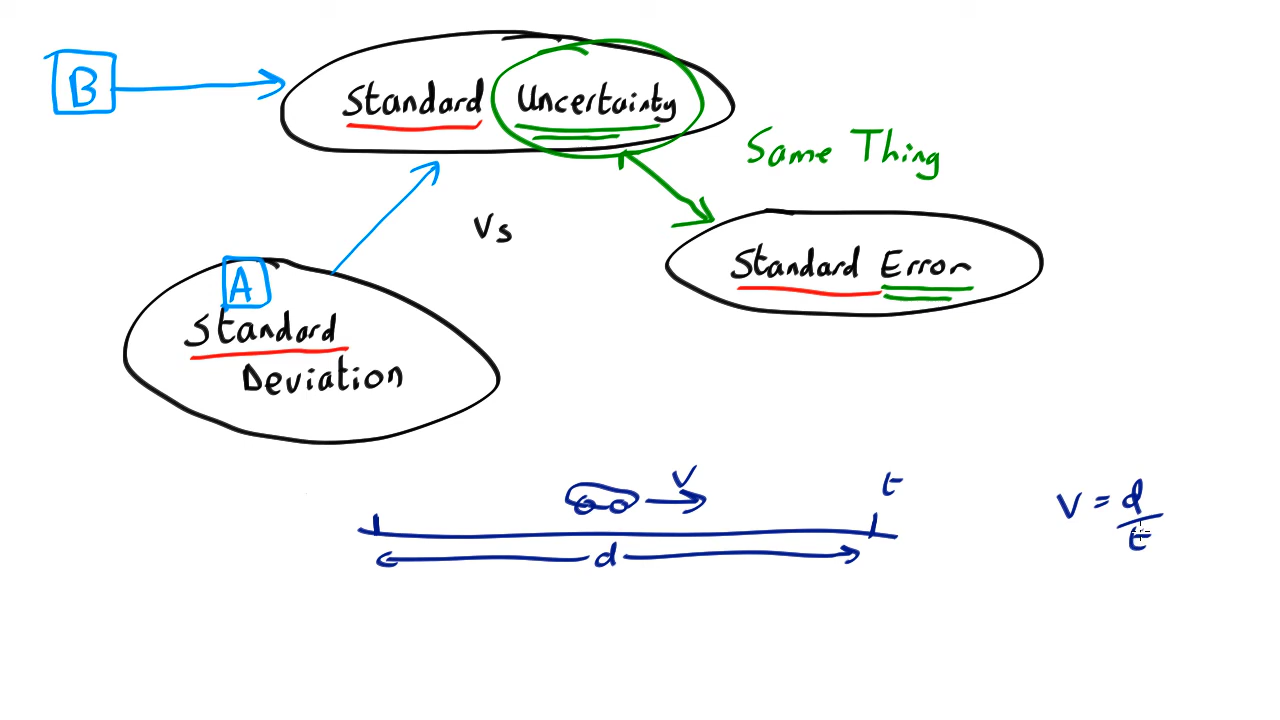 B
Standard Uncertainty
Same Thing
Vs
Standard Error
A
Standard
Deviation
V
t
V = d
t
d